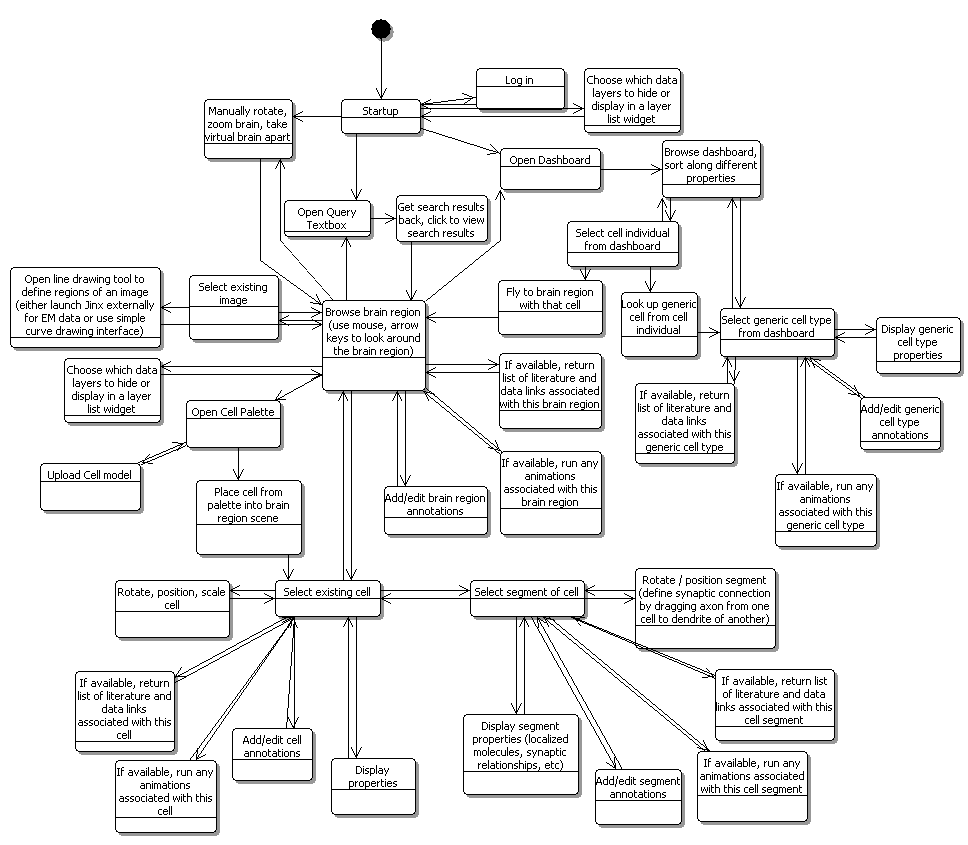 Log in
Choose which data
layers to hide or
display in a layer
list widget
Manually rotate,
zoom brain, take
virtual brain apart
Startup
Open Dashboard
Browse dashboard,
sort along different
properties
Open Query
Textbox
Get search results
back, click to view
search results
Select cell individual
from dashboard
Open line drawing tool to
define regions of an image
(either launch Jinx externally
for EM data or use simple
curve drawing interface)
Select existing
image
Browse brain region
(use mouse, arrow
keys to look around
the brain region)
Fly to brain region
with that cell
Look up generic
cell from cell
individual
Select generic cell type
from dashboard
Display generic
cell type
properties
Choose which data
layers to hide or
display in a layer
list widget
If available, return
list of literature and
data links associated
with this brain region
If available, return
list of literature and
data links
associated with this
generic cell type
Add/edit generic
cell type
annotations
Open Cell Palette
Upload Cell model
Place cell from
palette into brain
region scene
Add/edit brain region
annotations
If available, run any
animations
associated with this
brain region
If available, run any
animations
associated with this
generic cell type
Rotate, position, scale
cell
Select existing cell
Select segment of cell
Rotate / position segment
(define synaptic connection
by dragging axon from one
cell to dendrite of another)
If available, return
list of literature and
data links
associated with this
cell
If available, run any
animations
associated with this
cell
Add/edit cell
annotations
Display
properties
Display segment
properties (localized
molecules, synaptic
relationships, etc)
Add/edit segment
annotations
If available, run any
animations associated
with this cell segment
If available, return list
of literature and data
links associated with this
cell segment